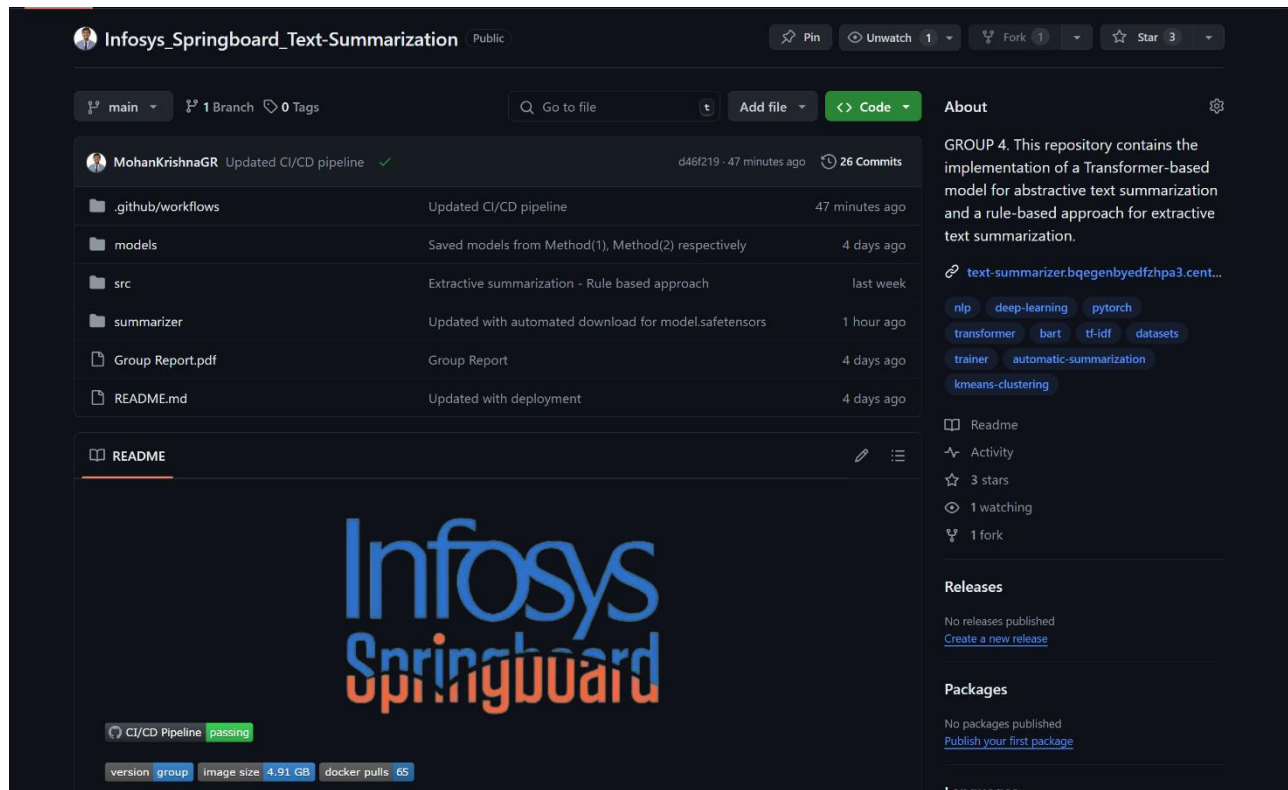 Infosys_Springboard_Text-Summarization Public
Pin Unwatch 1 Fork 1 Star 3
main 1 Branch 0 Tags Go to file t Add file Code
MohanKrishnaGR Updated CI/CD pipeline d46f219 · 47 minutes ago 26 Commits
.github/workflows Updated CI/CD pipeline 47 minutes ago
models Saved models from Method(1), Method(2) respectively 4 days ago
src Extractive summarization - Rule based approach last week
summarizer Updated with automated download for model.safetensors 1 hour ago
Group Report.pdf Group Report 4 days ago
README.md Updated with deployment 4 days ago
README
Infosys
Springboard
CI/CD Pipeline passing
version group image size 4.91 GB docker pulls 65
About
GROUP 4. This repository contains the
implementation of a Transformer-based
model for abstractive text summarization
and a rule-based approach for extractive
text summarization.
text-summarizer.bqegenbyedfzhpa3.cent...
nlp deep-learning pytorch
transformer bart tf-idf datasets
trainer automatic-summarization
kmeans-clustering
Readme
Activity
3 stars
1 watching
1 fork
Releases
No releases published
Create a new release
Packages
No packages published
Publish your first package